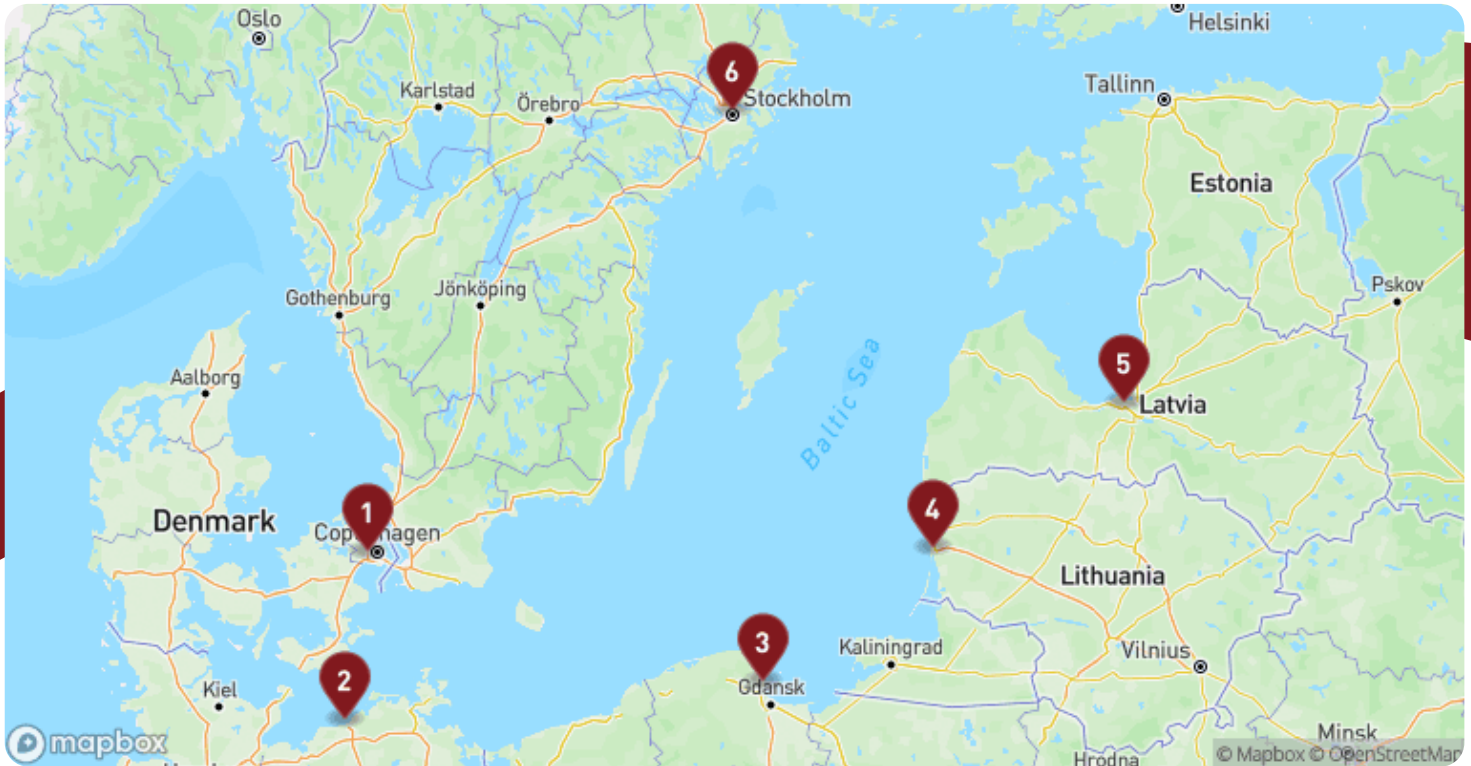 Oslo
Helsinki
6
Stockholm
Tallinn
Karlstad
Örebro
Estonia
Pskov
Gothenburg
Jönköping
Baltic Sea
Aalborg
5
Latvia
1
Denmark
Copenhagen
4
Lithuania
3
Kaliningrad
Vilnius
2
Kiel
Gdansk
Minsk
mapbox
Hrodna
© Mapbox © OpenStreetMap